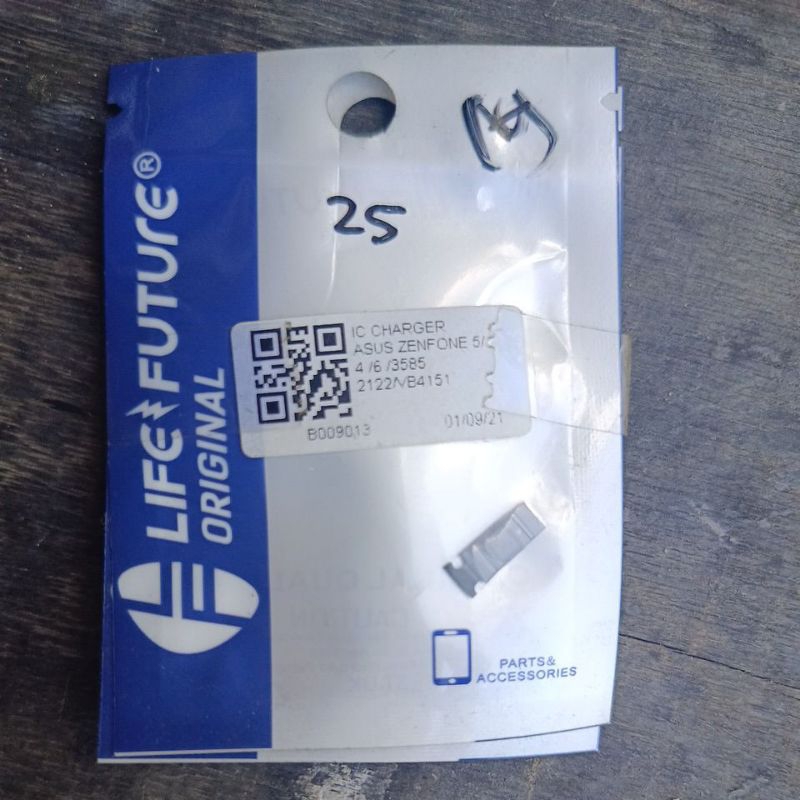 25
LIFE FUTURE®
ORIGINAL
IC CHARGER
ASUS ZENFONE 5/
4 /6 /3585
2122/VB4151
B009013
01/09/21
PARTS&
ACCESSORIES